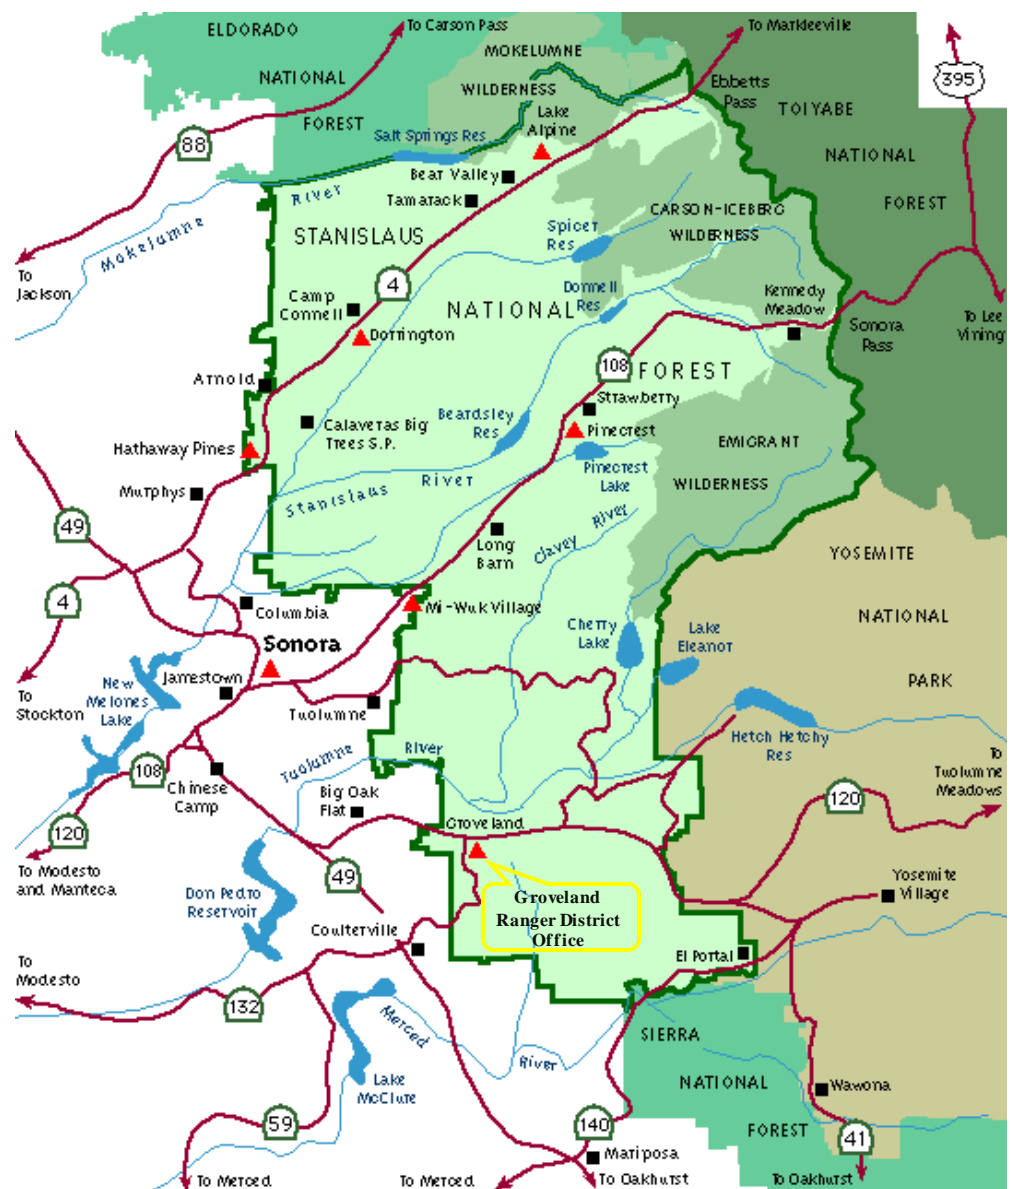 ELDORADO
To Carson Pass
To Markleeville
MOKELUMNE
NATIONAL
WILDERNESS
Ebbetts
Pass
395
FOREST
Lake
Alpine
TOIYABE
88
Salt Springs Res
NATIONAL
Bear Valley
River
Tamarack
CARSON-ICEBERG
WILDERNESS
FOREST
Mokelumne
STANISLAUS
Spicer
Res
To
Jackson
4
Donnell
Res
Kennedy
Meadow
Camp
Connell
NATIONAL
To Lee
Vining
Dorrington
Sonora
Pass
108
FOREST
Arnold
Strawberry
Beardsley
Res
Calaveras Big
Trees S.P.
Pinecrest
EMIGRANT
Hathaway Pines
Pinecrest
Lake
WILDERNESS
Murphys
Stanislaus
River
49
Clavey River
Long
Barn
YOSEMITE
4
Columbia
Mi-Wuk Village
NATIONAL
Sonora
Cherry
Lake
Lake
Eleanor
Jamestown
PARK
To
Stockton
New
Melones
Lake
Tuolumne
Hetch Hetchy
Res
Tuolumne
River
To
Tuolumne
Meadows
108
Chinese
Camp
Big Oak
Flat
120
120
Groveland
To Modesto
and Manteca
49
Don Pedro
Reservoir
Yosemite
Village
Groveland
Ranger District
Office
Coulterville
El Portal
To
Modesto
132
Merced
River
SIERRA
Lake
McClure
NATIONAL
Wawona
59
140
FOREST
41
Mariposa
To Merced
To Merced
To Oakhurst
To Oakhurst